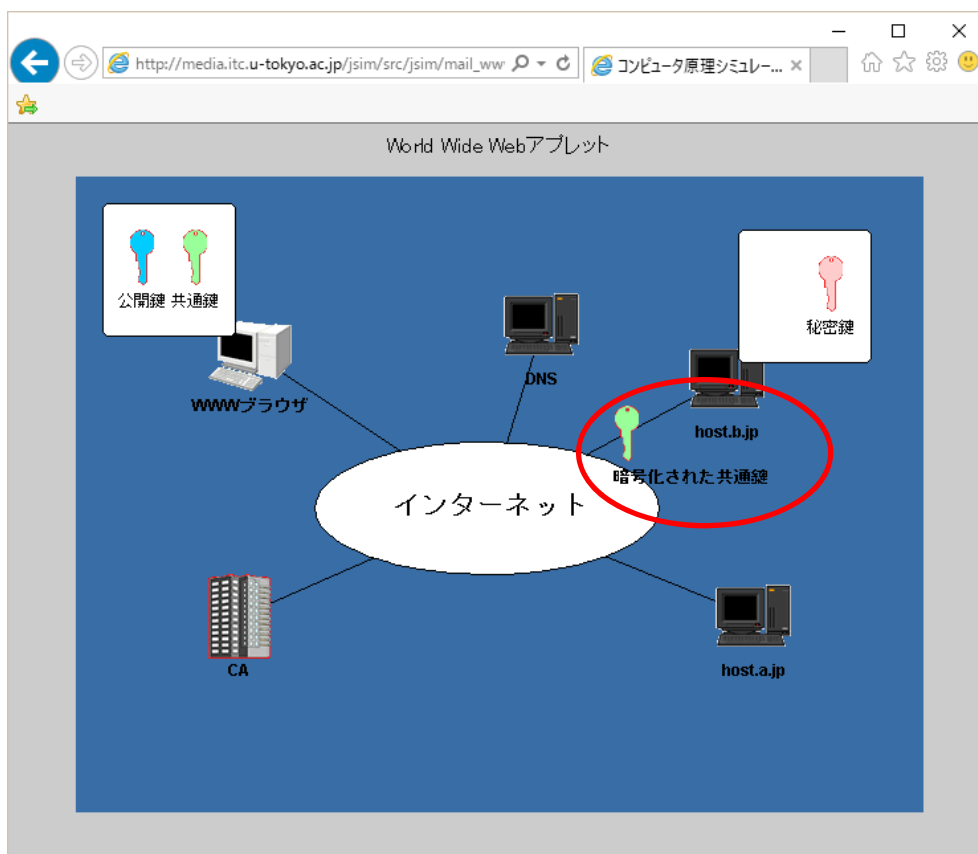 http://media.itc.u-tokyo.ac.jp/jsim/src/jsim/mail_ww
コンピュータ原理シミュレー...
World Wide Webアプレット
公開鍵 共通鍵
秘密鍵
DNS
WWWブラウザ
host.b.jp
暗号化された共通鍵
インターネット
CA
host.a.jp